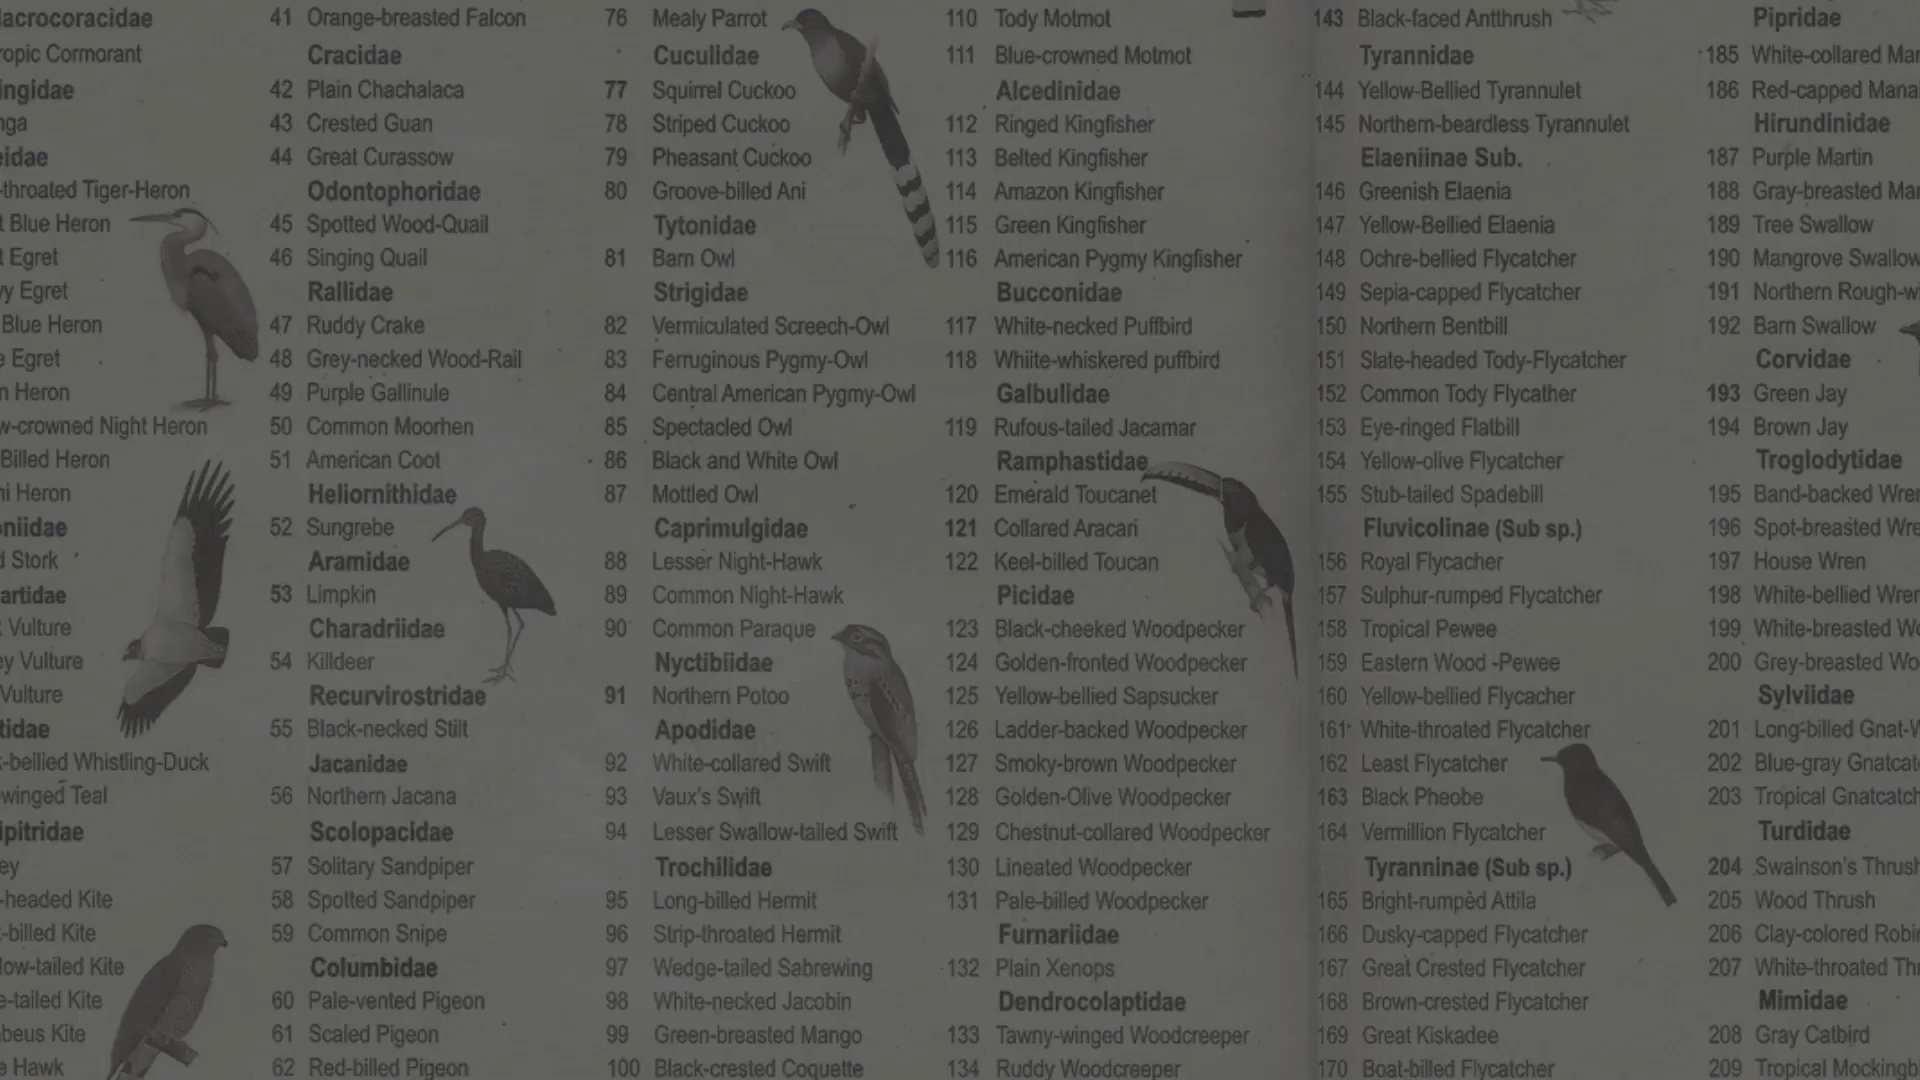 acrocoracidae
ropic Cormorant
ingidae
nga
eidae
-throated Tiger-Heron
t Blue Heron
t Egret
vy Egret
Blue Heron
e Egret
n Heron
w-crowned Night Heron
Billed Heron
ni Heron
oniidae
d Stork
artidae
k Vulture
ey Vulture
Vulture
tidae
k-bellied Whistling-Duck
winged Teal
ipitridae
ey
-headed Kite
k-billed Kite
low-tailed Kite
e-tailed Kite
beus Kite
e Hawk
41 Orange-breasted Falcon
Cracidae
42 Plain Chachalaca
43 Crested Guan
44 Great Curassow
Odontophoridae
45 Spotted Wood-Quail
46 Singing Quail
Rallidae
47 Ruddy Crake
48 Grey-necked Wood-Rail
49 Purple Gallinule
50 Common Moorhen
51 American Coot
Heliornithidae
52 Sungrebe
Aramidae
53 Limpkin
Charadriidae
54 Killdeer
Recurvirostridae
55 Black-necked Stilt
Jacanidae
56 Northern Jacana
Scolopacidae
57 Solitary Sandpiper
58 Spotted Sandpiper
59 Common Snipe
Columbidae
60 Pale-vented Pigeon
61 Scaled Pigeon
62 Red-billed Pigeon
76 Mealy Parrot
Cuculidae
77 Squirrel Cuckoo
78 Striped Cuckoo
79 Pheasant Cuckoo
80 Groove-billed Ani
Tytonidae
81 Barn Owl
Strigidae
82 Vermiculated Screech-Owl
83 Ferruginous Pygmy-Owl
84 Central American Pygmy-Owl
85 Spectacled Owl
86 Black and White Owl
87 Mottled Owl
Caprimulgidae
88 Lesser Night-Hawk
89 Common Night-Hawk
90 Common Paraque
Nyctibiidae
91 Northern Potoo
Apodidae
92 White-collared Swift
93 Vaux's Swift
94 Lesser Swallow-tailed Swift
Trochilidae
95 Long-billed Hermit
96 Strip-throated Hermit
97 Wedge-tailed Sabrewing
98 White-necked Jacobin
99 Green-breasted Mango
100 Black-crested Coquette
110 Tody Motmot
111 Blue-crowned Motmot
Alcedinidae
112 Ringed Kingfisher
113 Belted Kingfisher
114 Amazon Kingfisher
115 Green Kingfisher
116 American Pygmy Kingfisher
Bucconidae
117 White-necked Puffbird
118 Whiite-whiskered puffbird
Galbulidae
119 Rufous-tailed Jacamar
Ramphastidae
120 Emerald Toucanet
121 Collared Aracari
122 Keel-billed Toucan
Picidae
123 Black-cheeked Woodpecker
124 Golden-fronted Woodpecker
125 Yellow-bellied Sapsucker
126 Ladder-backed Woodpecker
127 Smoky-brown Woodpecker
128 Golden-Olive Woodpecker
129 Chestnut-collared Woodpecker
130 Lineated Woodpecker
131 Pale-billed Woodpecker
Furnariidae
132 Plain Xenops
Dendrocolaptidae
133 Tawny-winged Woodcreeper
134 Ruddy Woodcreeper
143 Black-faced Antthrush
Tyrannidae
144 Yellow-Bellied Tyrannulet
145 Northern-beardless Tyrannulet
Elaeniinae Sub.
146 Greenish Elaenia
147 Yellow-Bellied Elaenia
148 Ochre-bellied Flycatcher
149 Sepia-capped Flycatcher
150 Northern Bentbill
151 Slate-headed Tody-Flycatcher
152 Common Tody Flycather
153 Eye-ringed Flatbill
154 Yellow-olive Flycatcher
155 Stub-tailed Spadebill
Fluvicolinae (Sub sp.)
156 Royal Flycacher
157 Sulphur-rumped Flycatcher
158 Tropical Pewee
159 Eastern Wood -Pewee
160 Yellow-bellied Flycacher
161 White-throated Flycatcher
162 Least Flycatcher
163 Black Pheobe
164 Vermillion Flycatcher
Tyranninae (Sub sp.)
165 Bright-rumped Attila
166 Dusky-capped Flycatcher
167 Great Crested Flycatcher
168 Brown-crested Flycatcher
169 Great Kiskadee
170 Boat-billed Flycatcher
Pipridae
185 White-collared Man
186 Red-capped Mana
Hirundinidae
187 Purple Martin
188 Gray-breasted Mar
189 Tree Swallow
190 Mangrove Swallow
191 Northern Rough-wi
192 Barn Swallow
Corvidae
193 Green Jay
194 Brown Jay
Troglodytidae
195 Band-backed Wren
196 Spot-breasted Wre
197 House Wren
198 White-bellied Wren
199 White-breasted Wo
200 Grey-breasted Wo
Sylviidae
201 Long-billed Gnat-W
202 Blue-gray Gnatcatc
203 Tropical Gnatcatch
Turdidae
204 Swainson's Thrush
205 Wood Thrush
206 Clay-colored Robin
207 White-throated Thr
Mimidae
208 Gray Catbird
209 Tropical Mockingb